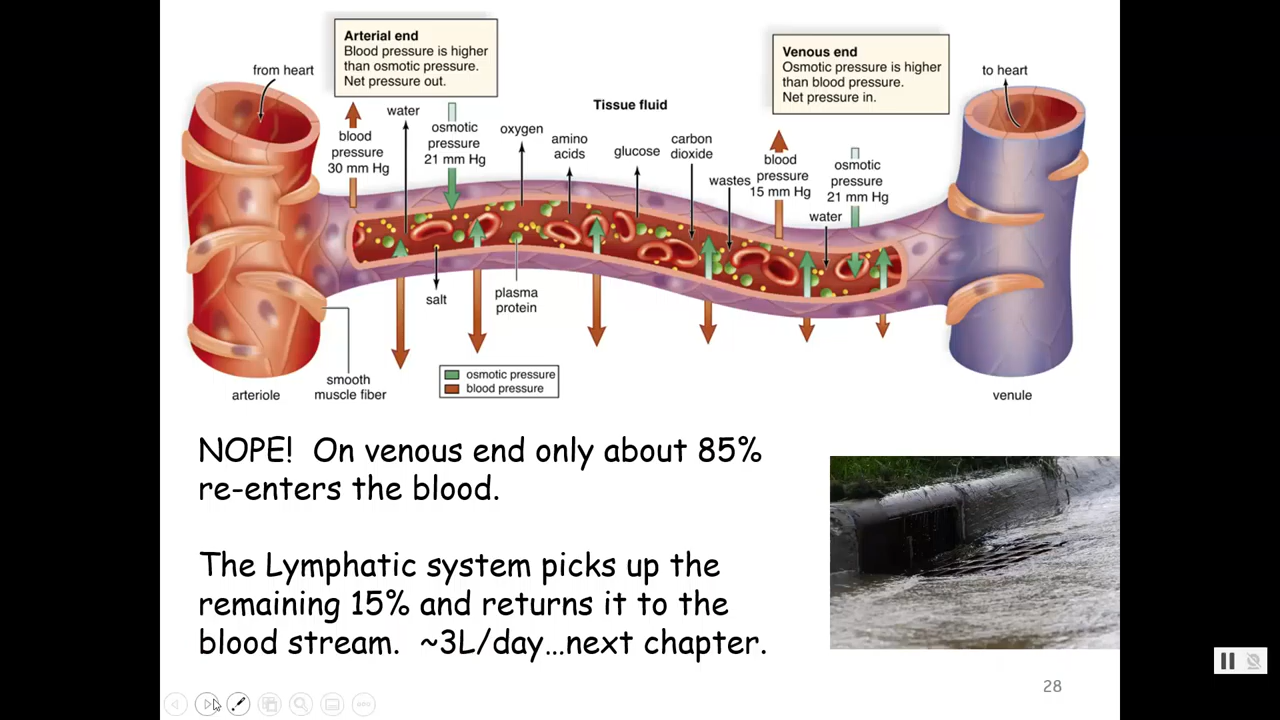 Arterial end
Blood pressure is higher
than osmotic pressure.
Net pressure out.
Venous end
Osmotic pressure is higher
than blood pressure.
Net pressure in.
from heart
to heart
Tissue fluid
water
blood
pressure
30 mm Hg
osmotic
pressure
21 mm Hg
oxygen
amino
acids
glucose
carbon
dioxide
wastes
blood
pressure
15 mm Hg
osmotic
pressure
21 mm Hg
water
salt
plasma
protein
smooth
muscle fiber
osmotic pressure
blood pressure
arteriole
venule
NOPE! On venous end only about 85%
re-enters the blood.
The Lymphatic system picks up the
remaining 15% and returns it to the
blood stream. ~3L/day…next chapter.
28